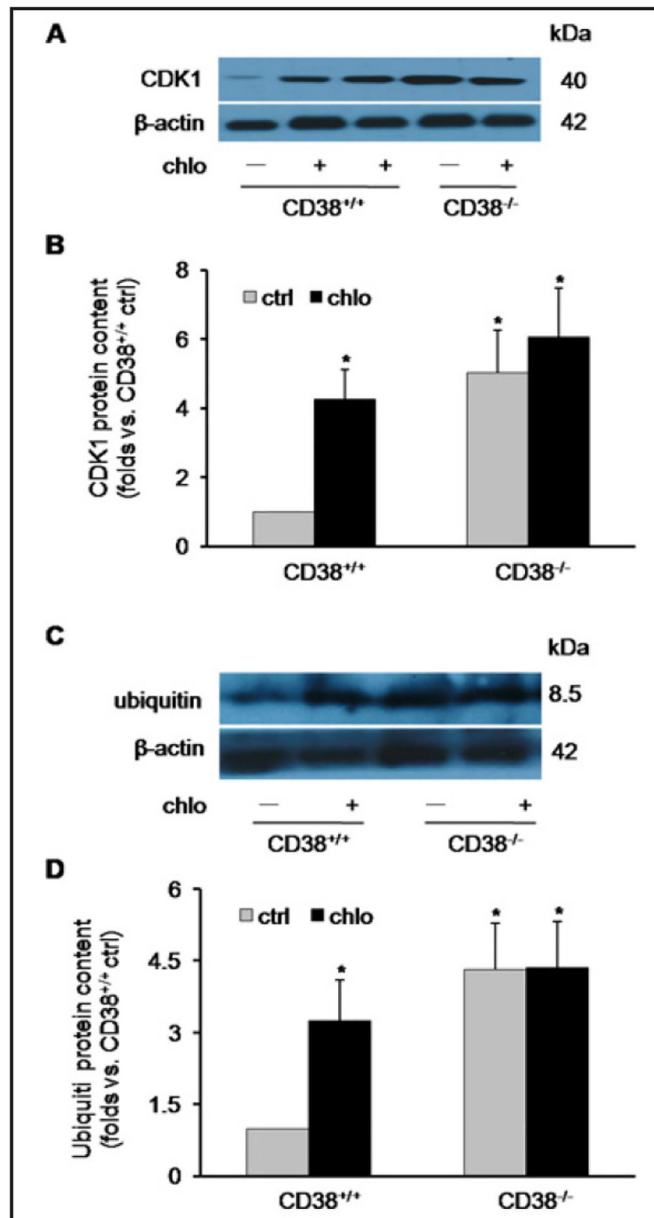 A
kDa
CDK1
40
β-actin
42
chlo — + + — +
CD38+/+ CD38-/-
B
CDK1 protein content
(folds vs. CD38+/+ ctrl)
8
6
4
2
0
ctrl chlo
* * *
CD38+/+ CD38-/-
C
kDa
ubiquitin
8.5
β-actin
42
chlo — + — +
CD38+/+ CD38-/-
D
Ubiquiti protein content
(folds vs. CD38+/+ ctrl)
6
4.5
3
1.5
0
ctrl chlo
* * *
CD38+/+ CD38-/-